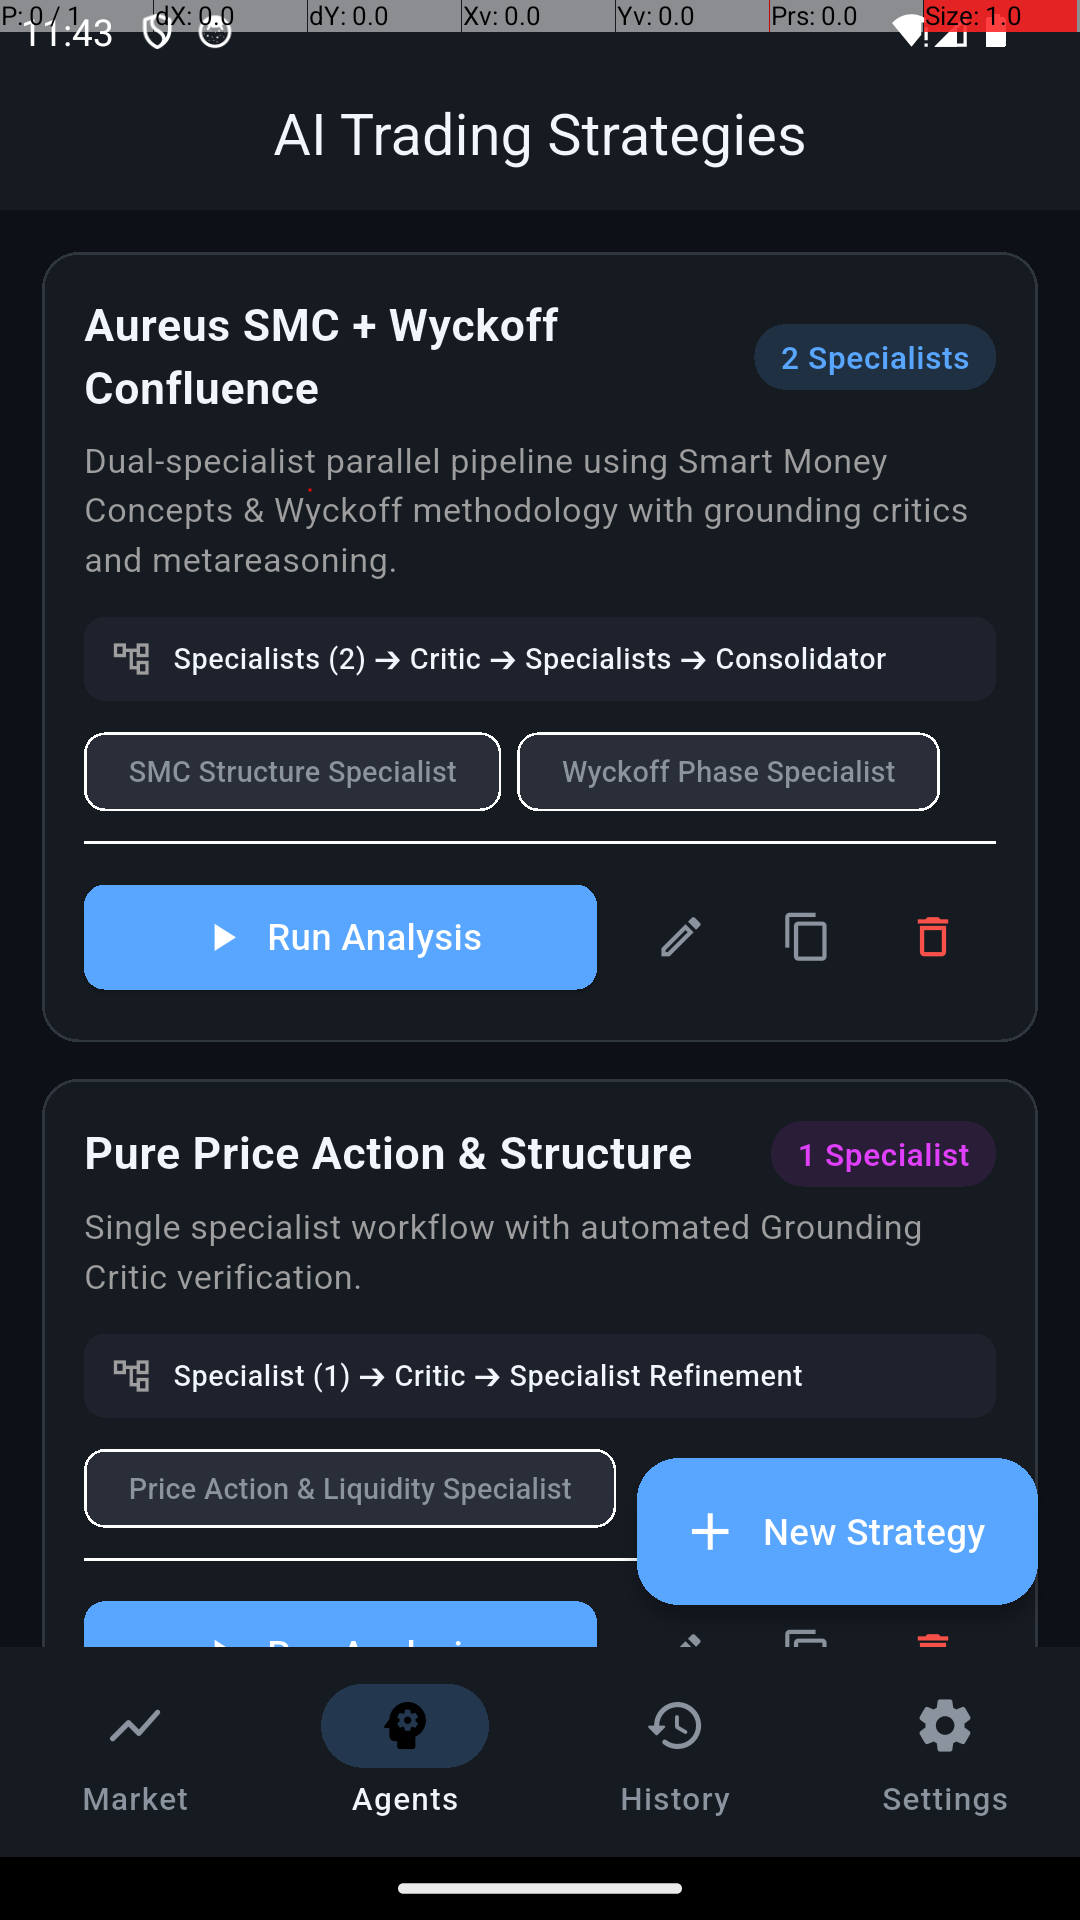 P: 0 / 1 dX: 0.0 dY: 0.0 Xv: 0.0 Yv: 0.0 Prs: 0.0 Size: 1.0
11:43
AI Trading Strategies
Aureus SMC + Wyckoff
Confluence
2 Specialists
Dual-specialist parallel pipeline using Smart Money
Concepts & Wyckoff methodology with grounding critics
and metareasoning.
Specialists (2) → Critic → Specialists → Consolidator
SMC Structure Specialist Wyckoff Phase Specialist
Run Analysis
Pure Price Action & Structure 1 Specialist
Single specialist workflow with automated Grounding
Critic verification.
Specialist (1) → Critic → Specialist Refinement
Price Action & Liquidity Specialist
New Strategy
Run Analysis
Market Agents History Settings